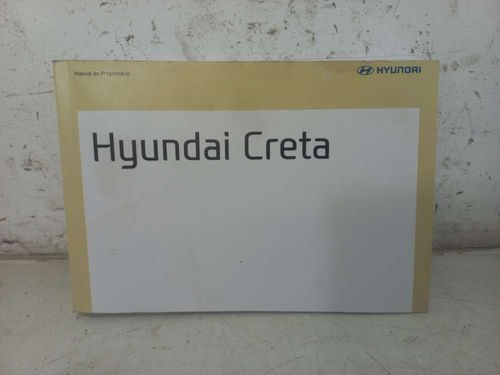 Manual do Proprietário
HYUNDAI
Hyundai Creta